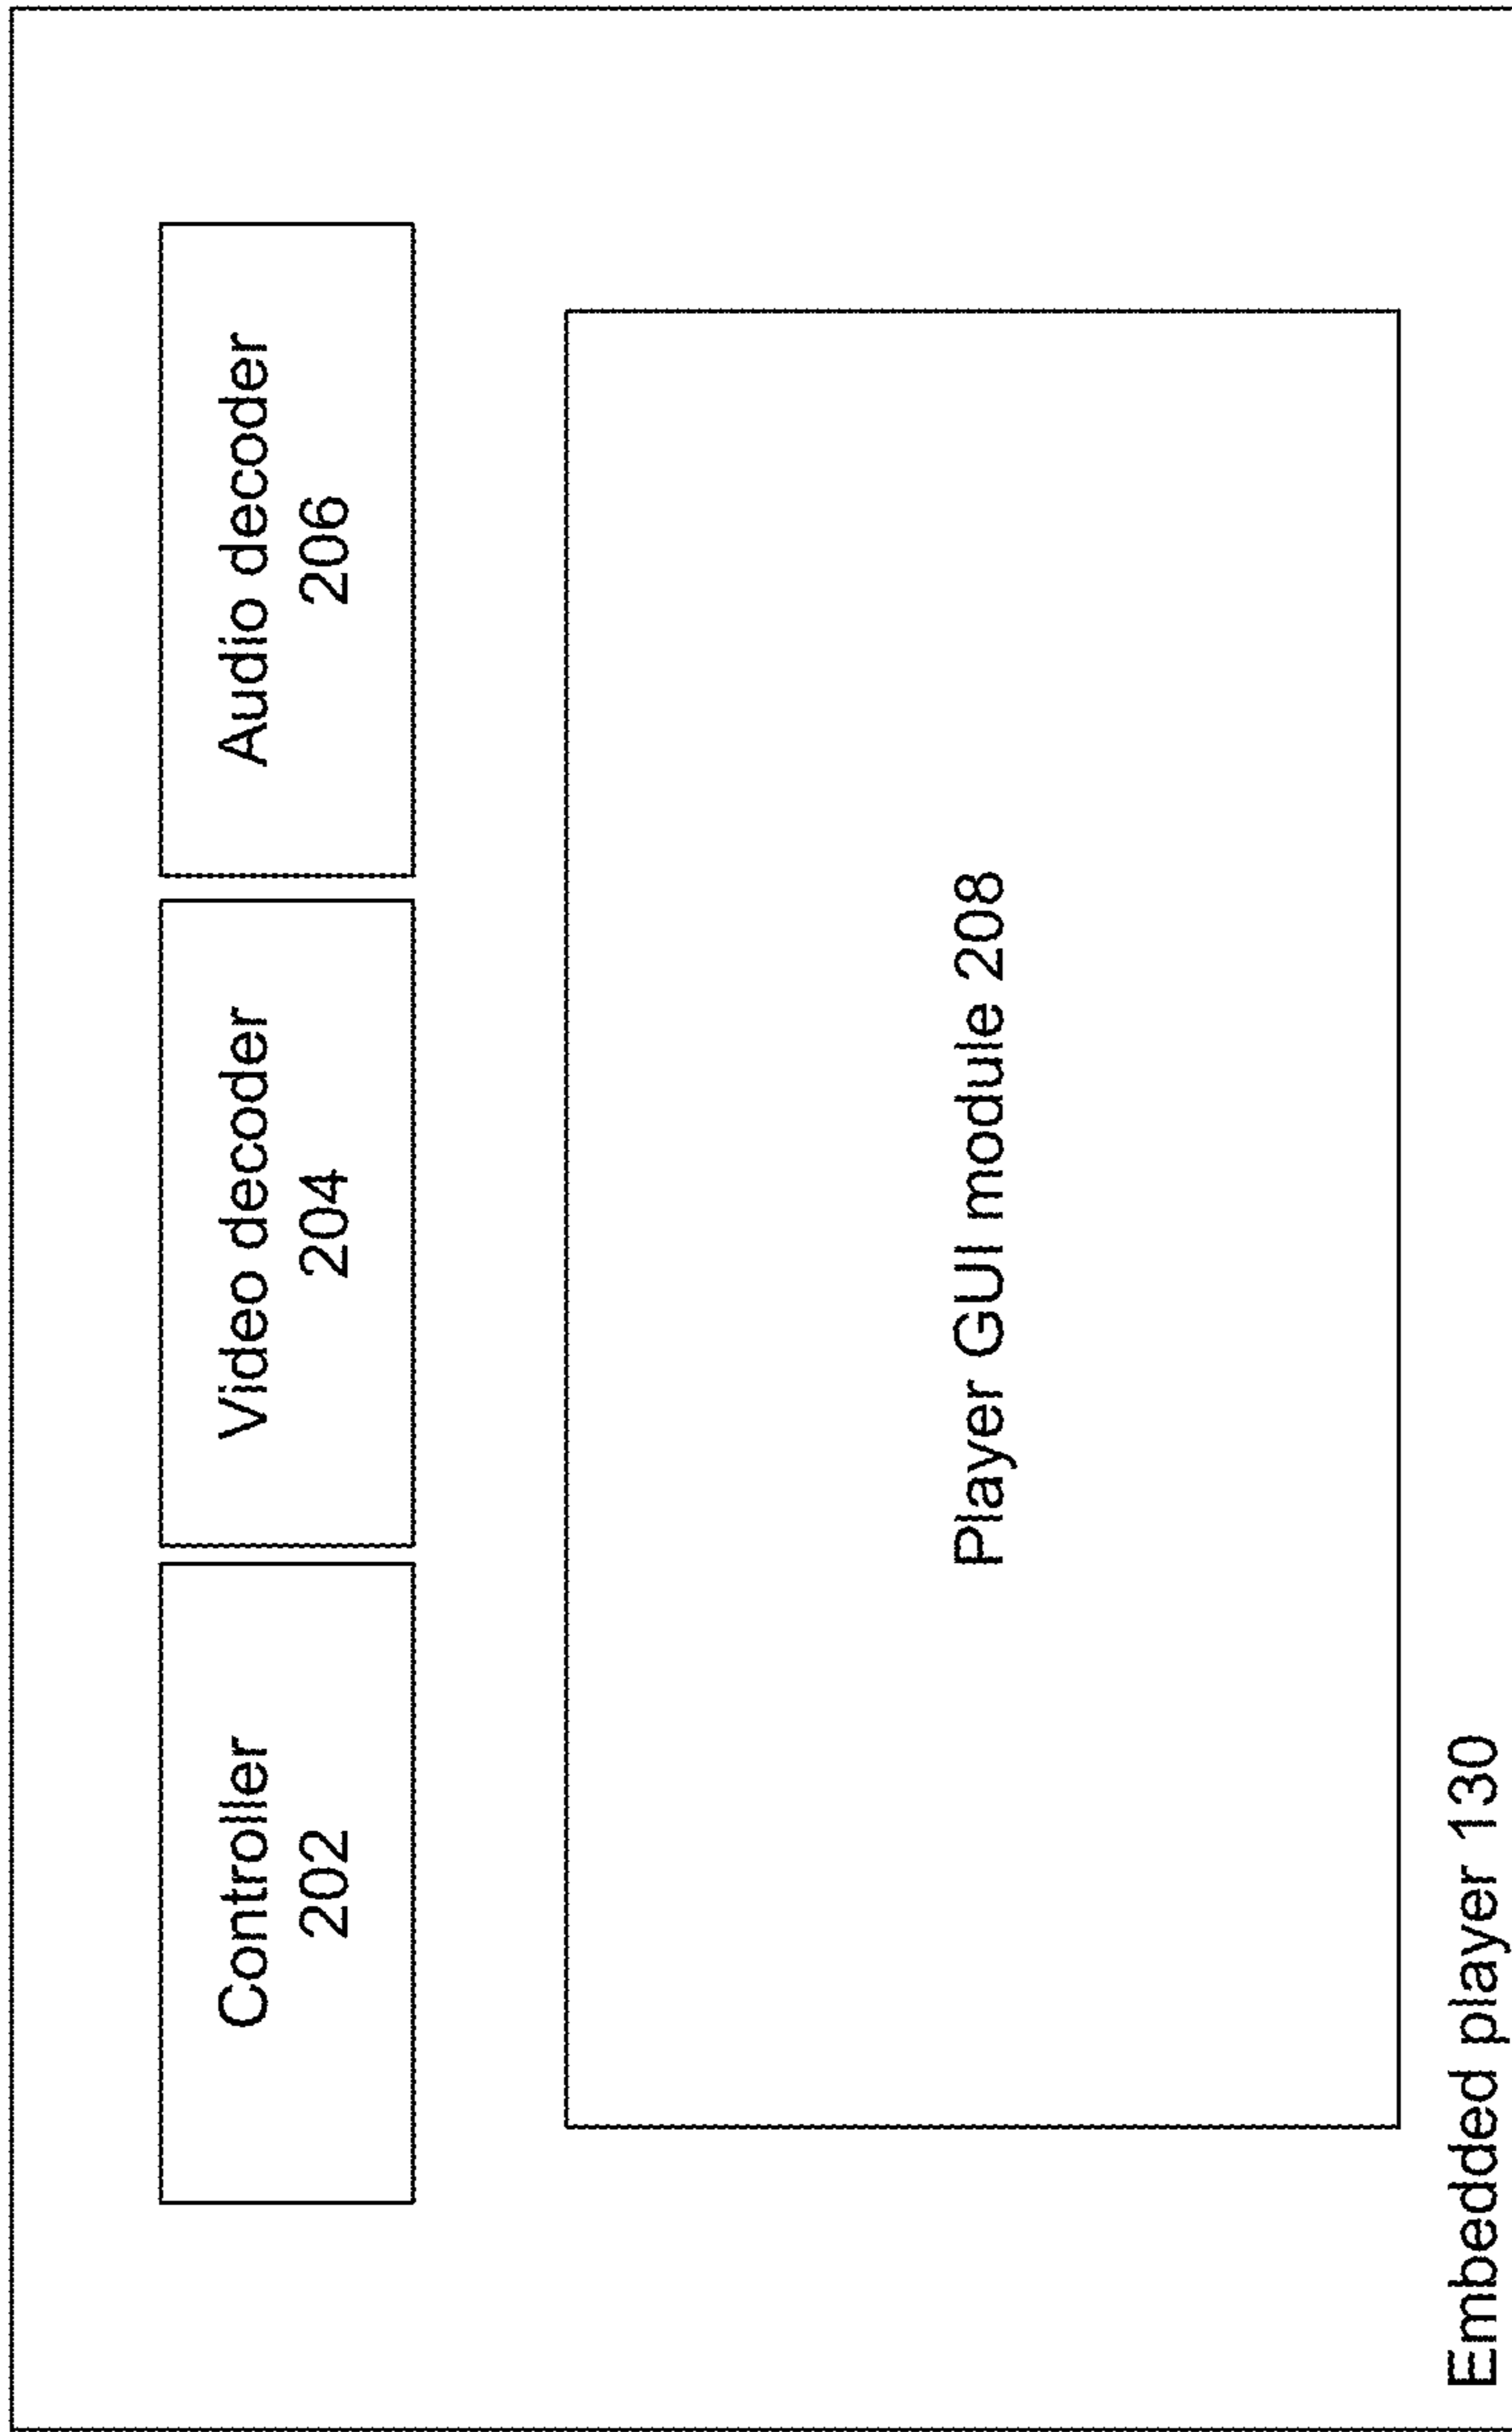 Controller
202
Video decoder
204
Audio decoder
206
Player GUI module 208
Embedded player 130